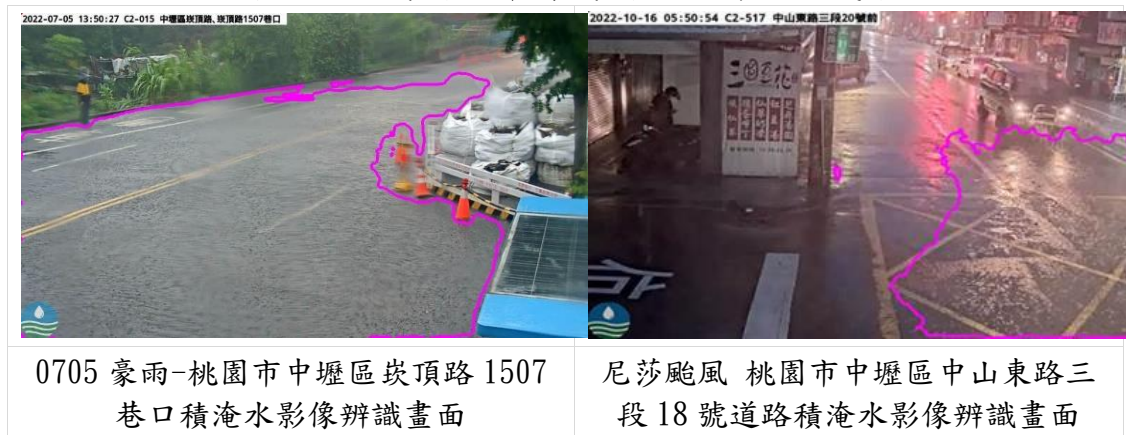 2022-07-05 13:50:27 C2-015 中壢區崁頂路、崁頂路1507巷口
2022-10-16 05:50:54 C2-517 中山東路三段20號前
0705 豪雨-桃園市中壢區崁頂路 1507
巷口積淹水影像辨識畫面
尼莎颱風 桃園市中壢區中山東路三
段 18 號道路積淹水影像辨識畫面